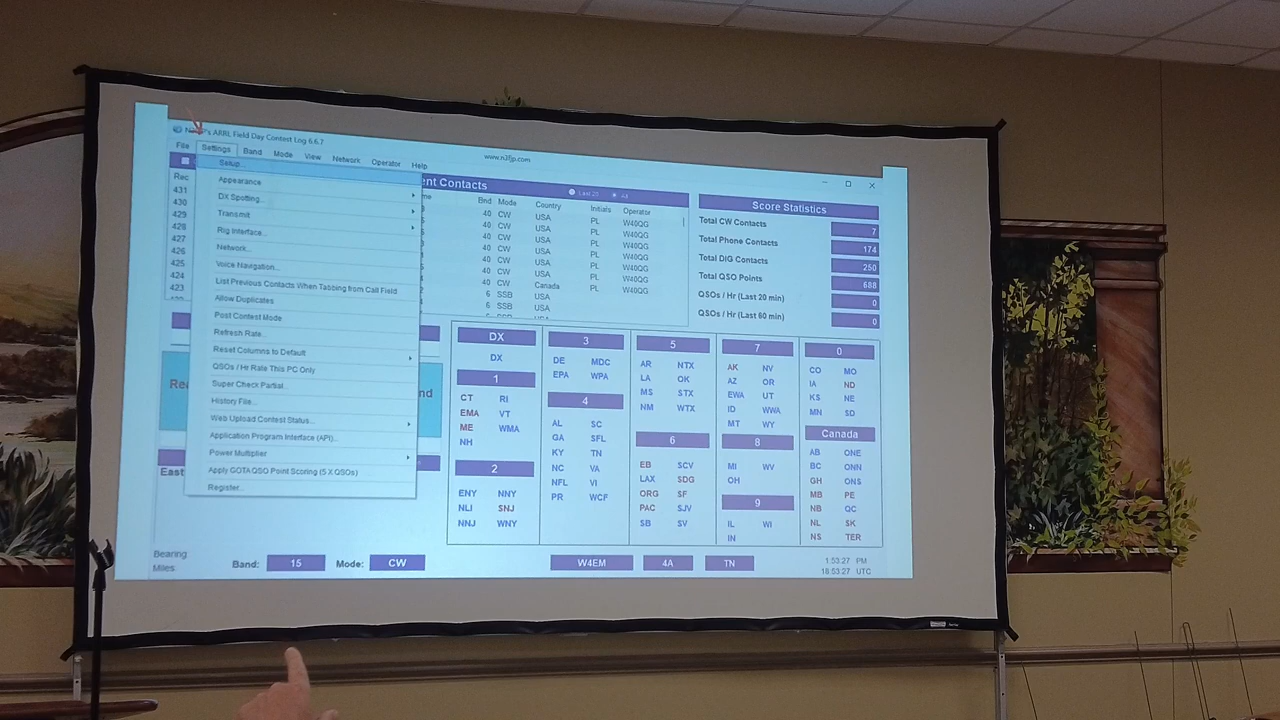 's ARRL Field Day Contest Log 6.6.7
File Settings Band Mode View Network Operator Help
www.n3fjp.com
Setup...
Appearance
DX Spotting...
Transmit
Rig Interface...
Network...
Voice Navigation...
List Previous Contacts When Tabbing from Call Field
Allow Duplicates
Post Contest Mode
Refresh Rate...
Reset Columns to Default
QSOs / Hr Rate This PC Only
Super Check Partial...
History File...
Web Upload Contest Status...
Application Program Interface (API)...
Power Multiplier
Apply GOTA QSO Point Scoring (5 X QSOs)
Register...
Rec
431
430
429
428
427
426
425
424
423
ent Contacts
All
me Bnd Mode Country Initials Operator
40 CW USA PL W4OQG
40 CW USA PL W4OQG
40 CW USA PL W4OQG
40 CW USA PL W4OQG
40 CW USA PL W4OQG
40 CW Canada PL W4OQG
6 SSB USA
6 SSB USA
Score Statistics
Total CW Contacts 7
Total Phone Contacts 174
Total DIG Contacts 250
Total QSO Points 688
QSOs / Hr (Last 20 min) 0
QSOs / Hr (Last 60 min) 0
Re
nd
East
DX
DX
1
CT RI
EMA VT
ME WMA
NH
2
ENY NNY
NLI SNJ
NNJ WNY
3
DE MDC
EPA WPA
4
AL SC
GA SFL
KY TN
NC VA
NFL VI
PR WCF
5
AR NTX
LA OK
MS STX
NM WTX
6
EB SCV
LAX SDG
ORG SF
PAC SJV
SB SV
7
AK NV
AZ OR
EWA UT
ID WWA
MT WY
8
MI WV
OH
9
IL WI
IN
0
CO MO
IA ND
KS NE
MN SD
Canada
AB ONE
BC ONN
GH ONS
MB PE
NB QC
NL SK
NS TER
Bearing
Miles
Band: 15 Mode: CW
W4EM 4A TN
1:53:27 PM
18:53:27 UTC